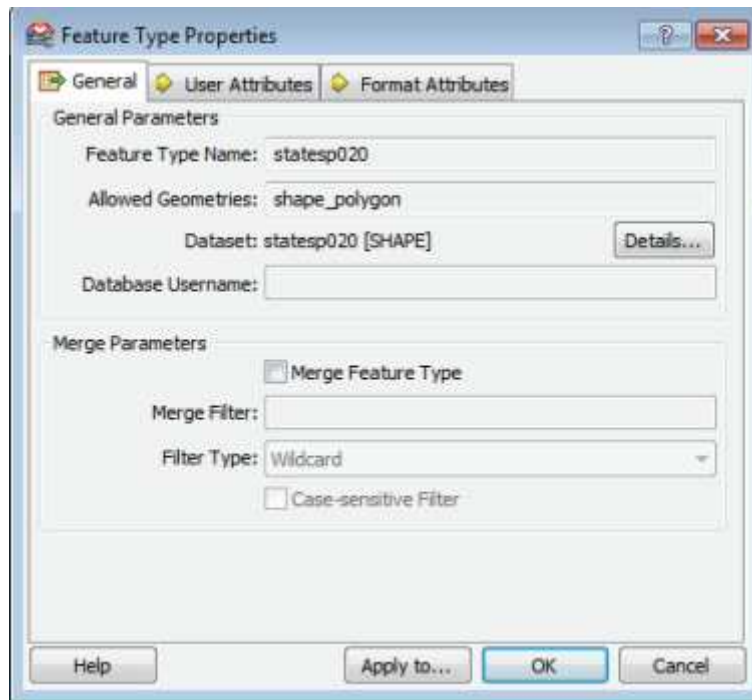 Feature Type Properties
General User Attributes Format Attributes
General Parameters
Feature Type Name: statesp020
Allowed Geometries: shape_polygon
Dataset: statesp020 [SHAPE] Details...
Database Username:
Merge Parameters
Merge Feature Type
Merge Filter:
Filter Type: Wildcard
Case-sensitive Filter
Help Apply to... OK Cancel